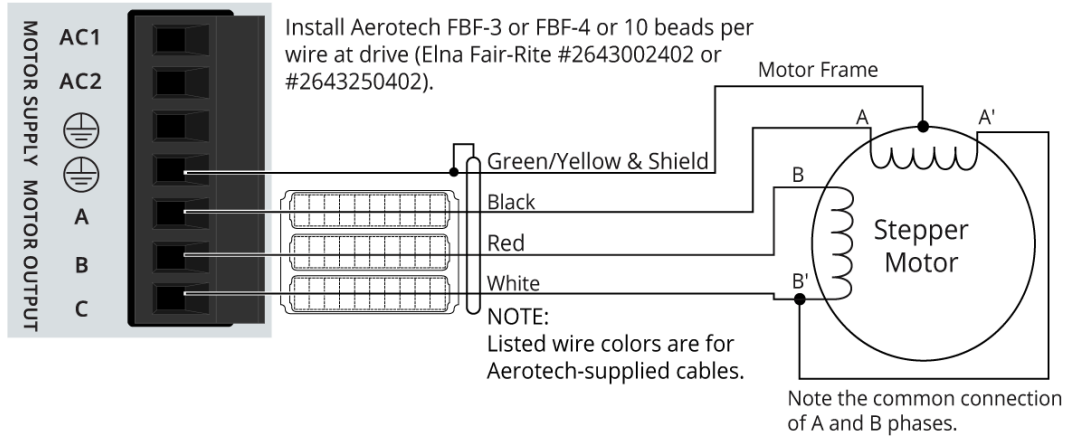 MOTOR SUPPLY
MOTOR OUTPUT
AC1
AC2
A
B
C
Install Aerotech FBF-3 or FBF-4 or 10 beads per
wire at drive (Elna Fair-Rite #2643002402 or
#2643250402).
Motor Frame
Green/Yellow & Shield
Black
Red
White
A
A'
B
B'
Stepper
Motor
NOTE:
Listed wire colors are for
Aerotech-supplied cables.
Note the common connection
of A and B phases.